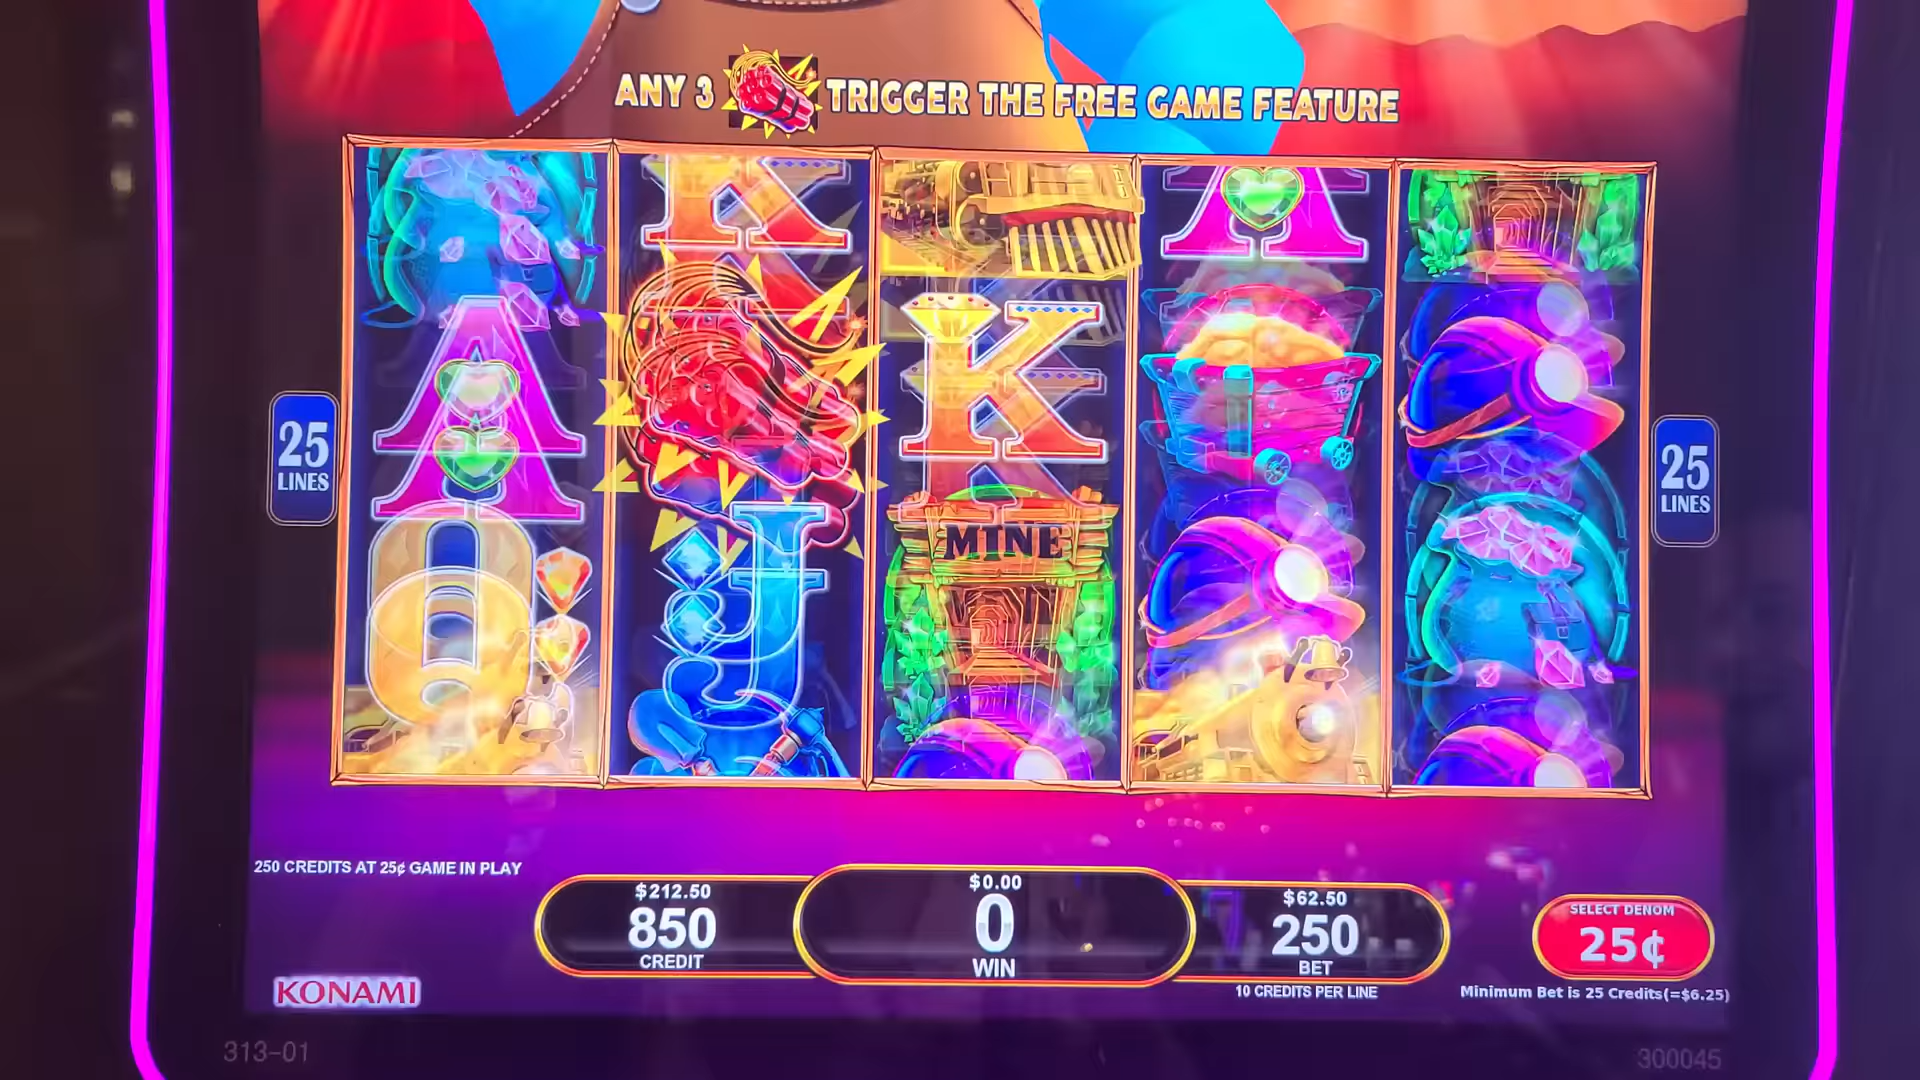 ANY 3 TRIGGER THE FREE GAME FEATURE
K
A
A
K
25
LINES
25
LINES
MINE
Q
J
250 CREDITS AT 25¢ GAME IN PLAY
$212.50
850
CREDIT
$0.00
0
WIN
$62.50
250
BET
10 CREDITS PER LINE
SELECT DENOM
25¢
Minimum Bet is 25 Credits(=$6.25)
KONAMI
313-01
300045